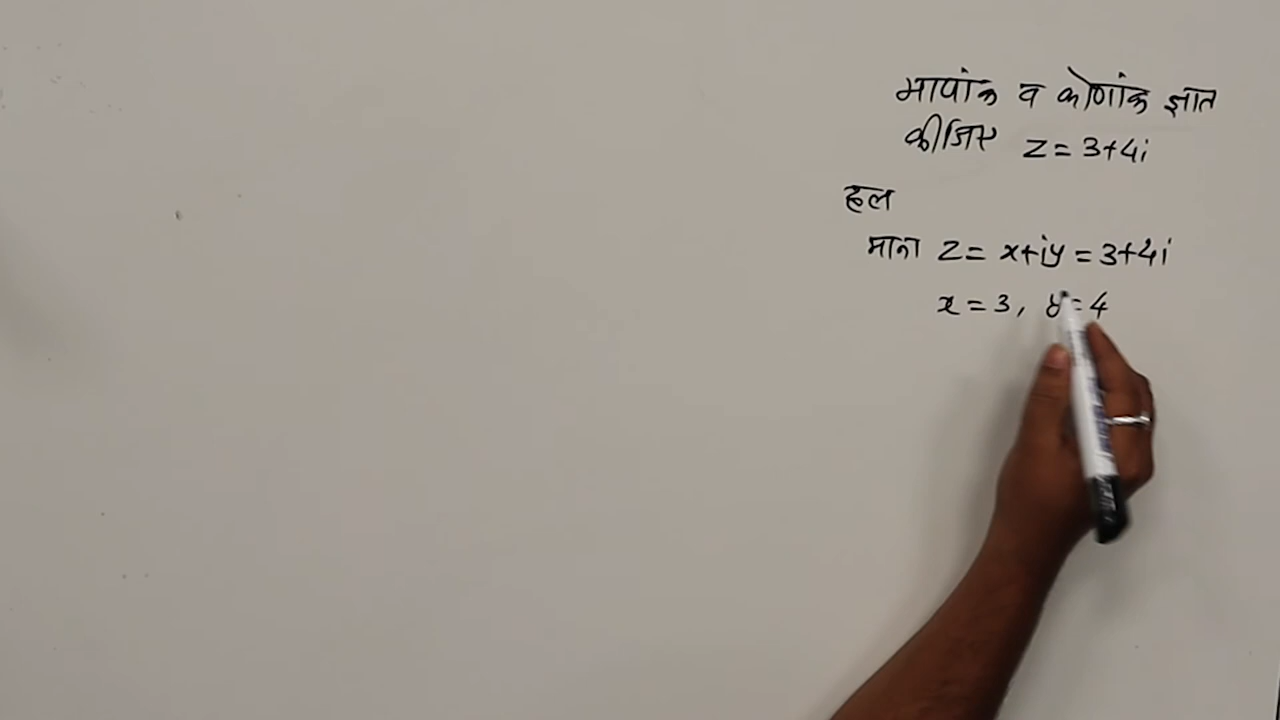 मापांक व कोणांक ज्ञात
कीजिए z = 3+4i
हल
माना z = x+iy = 3+4i
x = 3, y = 4